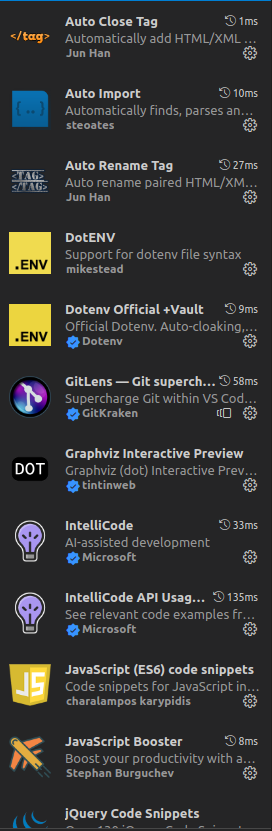 </tag>
Auto Close Tag 1ms
Automatically add HTML/XML ...
Jun Han
{..}
Auto Import 10ms
Automatically finds, parses an...
steoates
<TAG>
</TAG>
Auto Rename Tag 27ms
Auto rename paired HTML/XM...
Jun Han
.ENV
DotENV
Support for dotenv file syntax
mikestead
.ENV
Dotenv Official +Vault 9ms
Official Dotenv. Auto-cloaking,...
Dotenv
GitLens — Git superch... 58ms
Supercharge Git within VS Cod...
GitKraken
DOT
Graphviz Interactive Preview
Graphviz (dot) Interactive Prev...
tintinweb
IntelliCode 33ms
AI-assisted development
Microsoft
IntelliCode API Usag... 135ms
See relevant code examples fr...
Microsoft
JS
JavaScript (ES6) code snippets
Code snippets for JavaScript in...
charalampos karypidis
JavaScript Booster 8ms
Boost your productivity with a...
Stephan Burguchev
jQuery Code Snippets